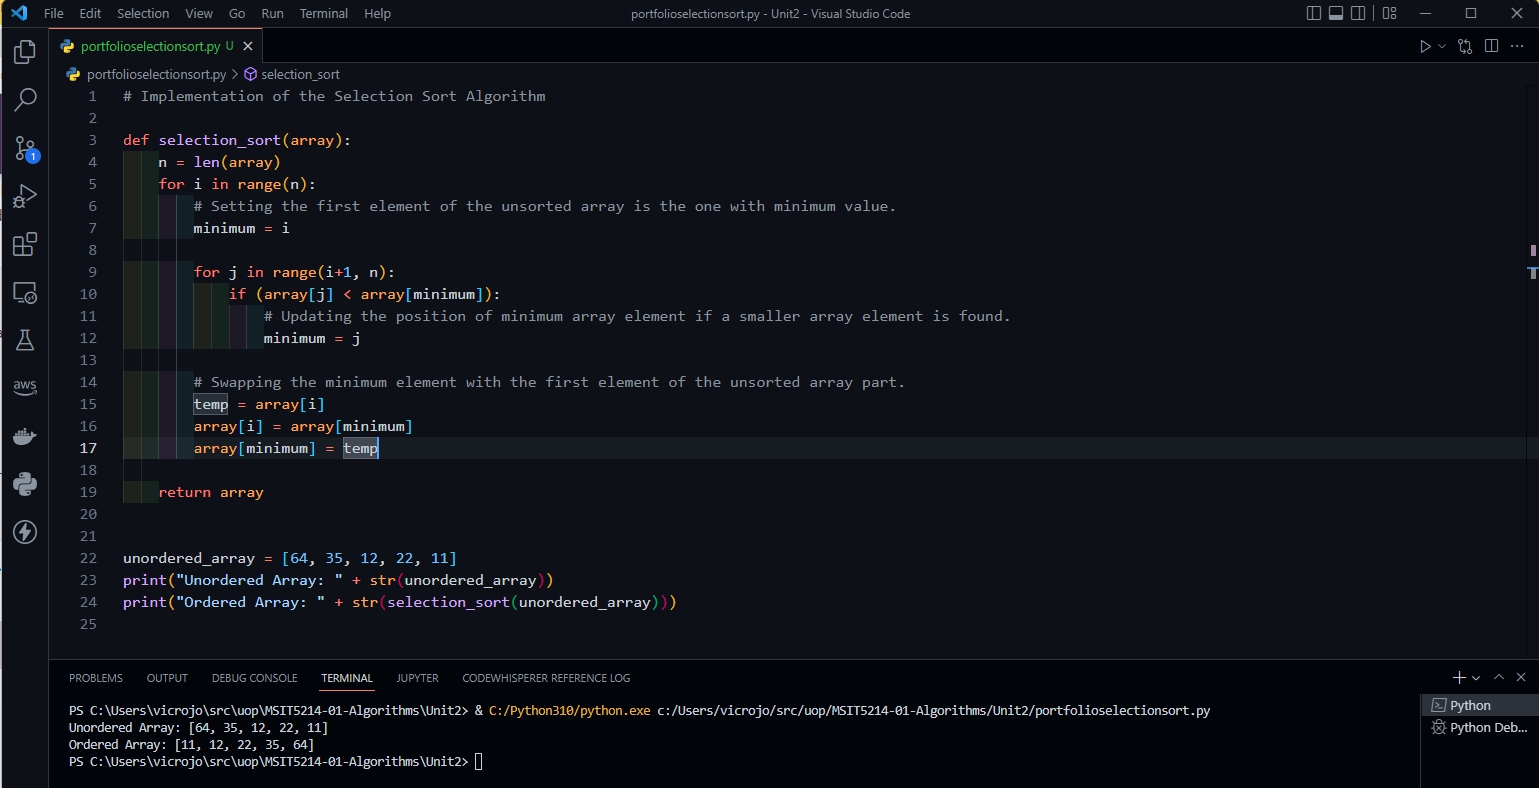 File Edit Selection View Go Run Terminal Help portfolioselectionsort.py - Unit2 - Visual Studio Code
portfolioselectionsort.py U
portfolioselectionsort.py > selection_sort
1 # Implementation of the Selection Sort Algorithm
2
3 def selection_sort(array):
4     n = len(array)
5     for i in range(n):
6         # Setting the first element of the unsorted array is the one with minimum value.
7         minimum = i
8
9         for j in range(i+1, n):
10             if (array[j] < array[minimum]):
11                 # Updating the position of minimum array element if a smaller array element is found.
12                 minimum = j
13
14         # Swapping the minimum element with the first element of the unsorted array part.
15         temp = array[i]
16         array[i] = array[minimum]
17         array[minimum] = temp
18
19     return array
20
21
22 unordered_array = [64, 35, 12, 22, 11]
23 print("Unordered Array: " + str(unordered_array))
24 print("Ordered Array: " + str(selection_sort(unordered_array)))
25
1
aws
PROBLEMS OUTPUT DEBUG CONSOLE TERMINAL JUPYTER CODEWHISPERER REFERENCE LOG
PS C:\Users\vicrojo\src\uop\MSIT5214-01-Algorithms\Unit2> & C:/Python310/python.exe c:/Users/vicrojo/src/uop/MSIT5214-01-Algorithms/Unit2/portfolioselectionsort.py
Unordered Array: [64, 35, 12, 22, 11]
Ordered Array: [11, 12, 22, 35, 64]
PS C:\Users\vicrojo\src\uop\MSIT5214-01-Algorithms\Unit2>
Python
Python Deb...